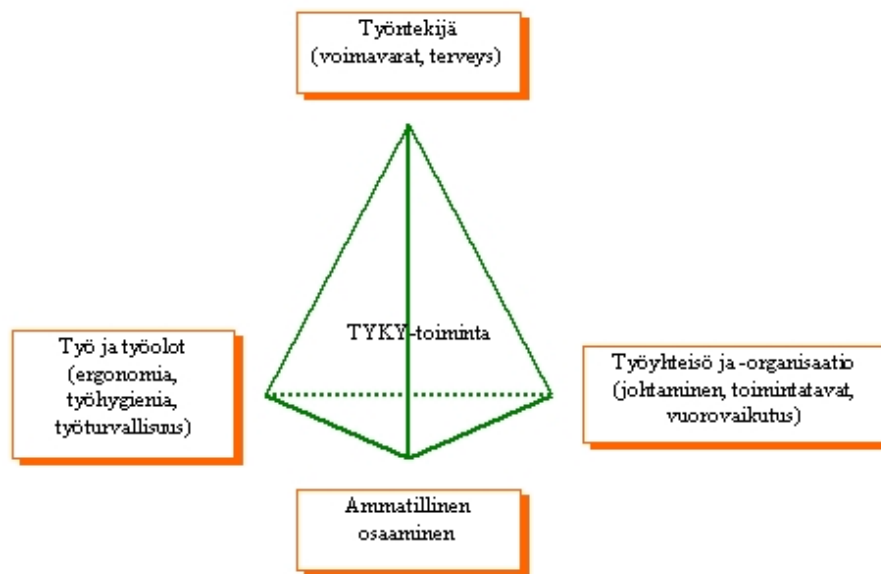 Työntekijä
(voimavarat, terveys)
TYKY-toiminta
Työ ja työolot
(ergonomia,
työhygienia,
työturvallisuus)
Työyhteisö ja -organisaatio
(johtaminen, toimintatavat,
vuorovaikutus)
Ammatillinen
osaaminen